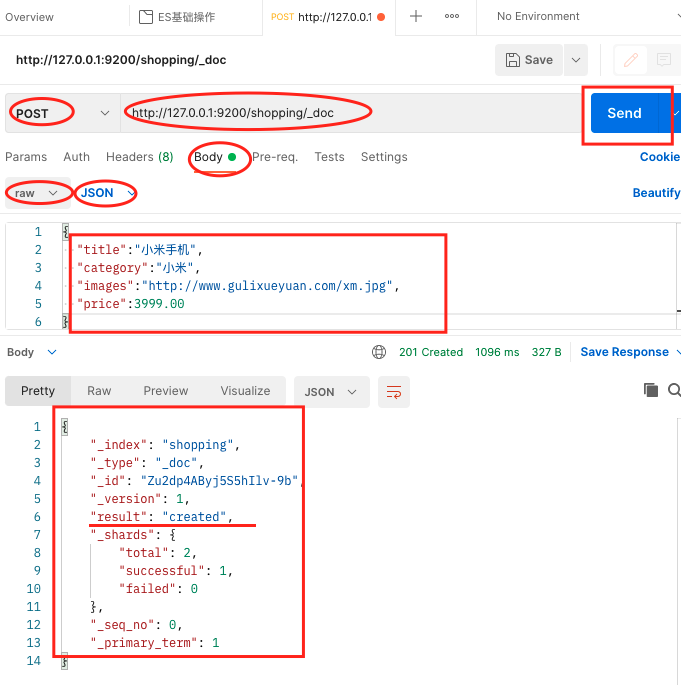 Overview ES基础操作 POST http://127.0.0.1 No Environment
http://127.0.0.1:9200/shopping/_doc Save
POST http://127.0.0.1:9200/shopping/_doc Send
Params Auth Headers (8) Body Pre-req. Tests Settings Cookie
raw JSON Beautify
1 {
2 "title":"小米手机",
3 "category":"小米",
4 "images":"http://www.gulixueyuan.com/xm.jpg",
5 "price":3999.00
6 }
Body 201 Created 1096 ms 327 B Save Response
Pretty Raw Preview Visualize JSON
1 {
2 "_index": "shopping",
3 "_type": "_doc",
4 "_id": "Zu2dp4AByj5S5hIlv-9b",
5 "_version": 1,
6 "result": "created",
7 "_shards": {
8 "total": 2,
9 "successful": 1,
10 "failed": 0
11 },
12 "_seq_no": 0,
13 "_primary_term": 1
14 }